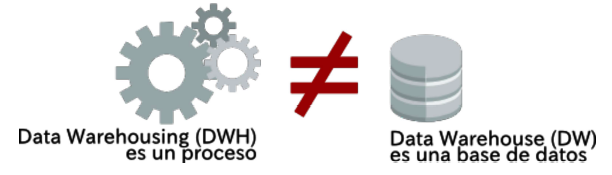 Data Warehousing (DWH)
es un proceso
≠
Data Warehouse (DW)
es una base de datos